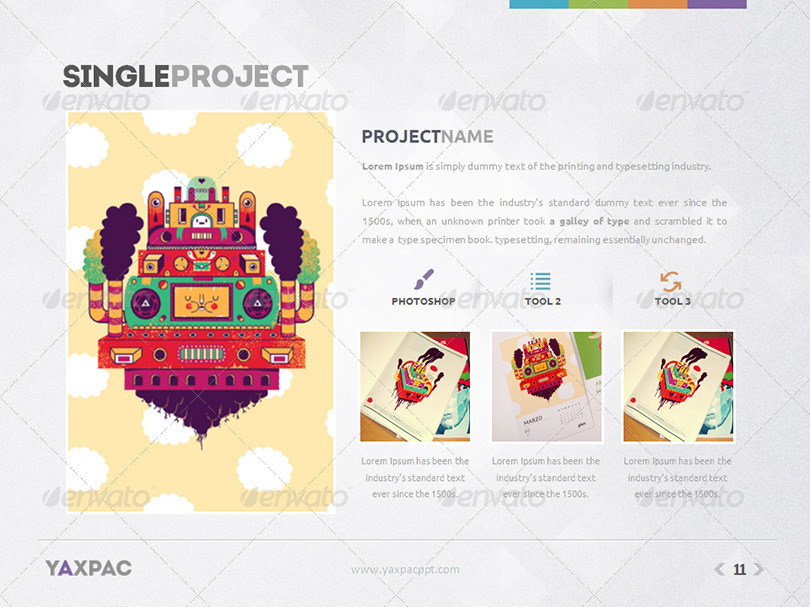 SINGLEPROJECT
envato envato envato envato
PROJECTNAME
Lorem Ipsum is simply dummy text of the printing and typesetting industry.
Lorem Ipsum has been the industry's standard dummy text ever since the
1500s, when an unknown printer took a galley of type and scrambled it to
make a type specimen book. typesetting, remaining essentially unchanged.
envato envato envato envato
PHOTOSHOP
TOOL 2
TOOL 3
MARZO
Lorem Ipsum has been the
industry's standard text
ever since the 1500s.
Lorem Ipsum has been the
industry's standard text
ever since the 1500s.
Lorem Ipsum has been the
industry's standard text
ever since the 1500s.
envato envato envato envato
YAXPAC
www.yaxpacppt.com
11